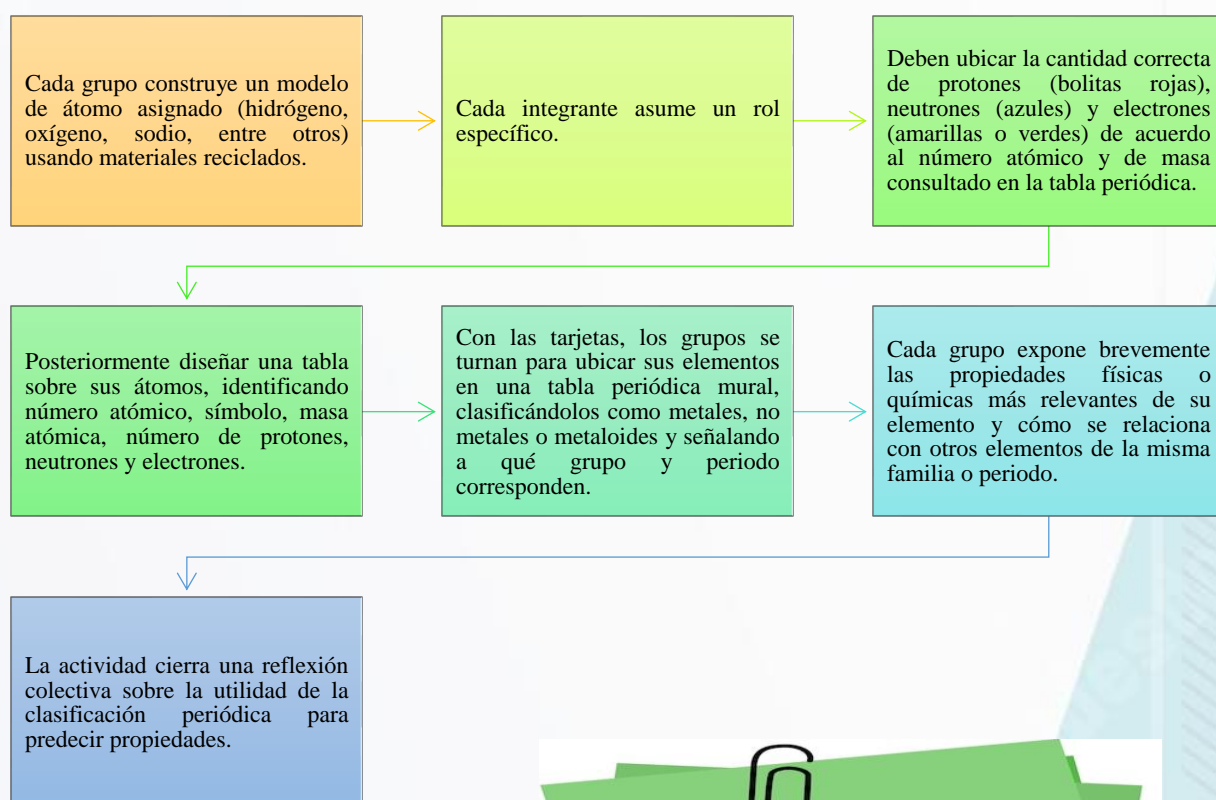 Cada grupo construye un modelo
de átomo asignado (hidrógeno,
oxígeno, sodio, entre otros)
usando materiales reciclados.
Cada integrante asume un rol
específico.
Deben ubicar la cantidad correcta
de protones (bolitas rojas),
neutrones (azules) y electrones
(amarillas o verdes) de acuerdo
al número atómico y de masa
consultado en la tabla periódica.
Posteriormente diseñar una tabla
sobre sus átomos, identificando
número atómico, símbolo, masa
atómica, número de protones,
neutrones y electrones.
Con las tarjetas, los grupos se
turnan para ubicar sus elementos
en una tabla periódica mural,
clasificándolos como metales, no
metales o metaloides y señalando
a qué grupo y periodo
corresponden.
Cada grupo expone brevemente
las propiedades físicas o
químicas más relevantes de su
elemento y cómo se relaciona
con otros elementos de la misma
familia o periodo.
La actividad cierra una reflexión
colectiva sobre la utilidad de la
clasificación periódica para
predecir propiedades.